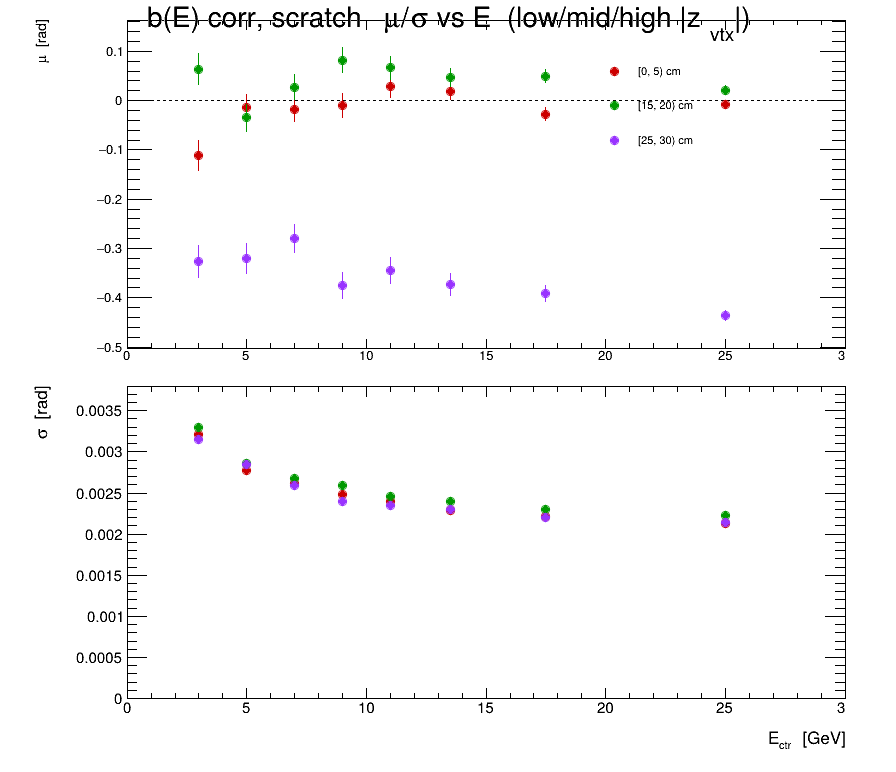 b(E) corr, scratch μ/σ vs E (low/mid/high |z_vtx|)
μ [rad]
0.1
0
−0.1
−0.2
−0.3
−0.4
−0.5
[0, 5) cm
[15, 20) cm
[25, 30) cm
0 5 10 15 20 25 3
σ [rad]
0.0035
0.003
0.0025
0.002
0.0015
0.001
0.0005
0
0 5 10 15 20 25 3
E_ctr [GeV]